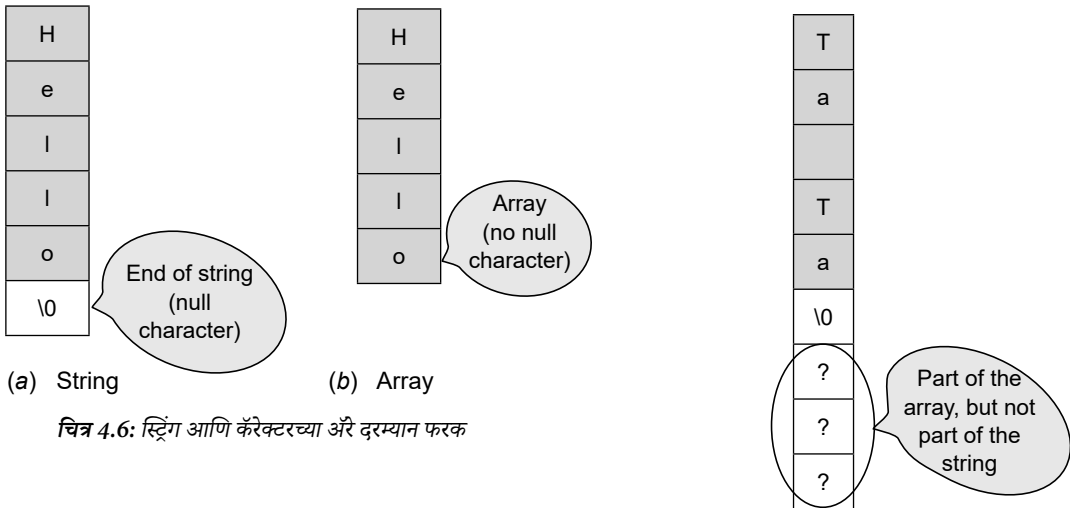 H
e
l
l
o
\0
End of string
(null
character)
(a) String
H
e
l
l
o
Array
(no null
character)
(b) Array
चित्र 4.6: स्ट्रिंग आणि कॅरेक्टरच्या ॲरे दरम्यान फरक
T
a
T
a
\0
?
?
?
Part of the
array, but not
part of the
string